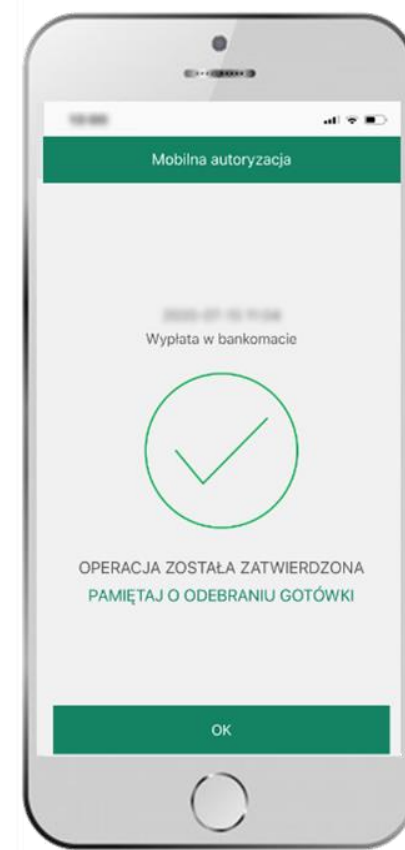 Mobilna autoryzacja
Wypłata w bankomacie
OPERACJA ZOSTAŁA ZATWIERDZONA
PAMIĘTAJ O ODEBRANIU GOTÓWKI
OK